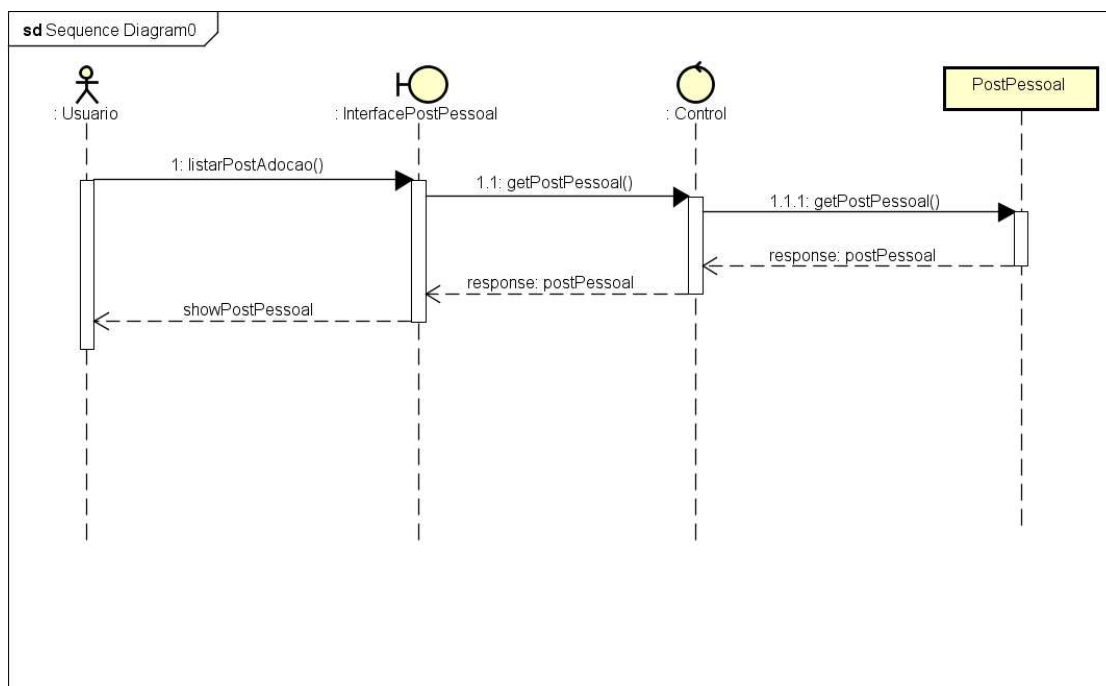 sd Sequence Diagram0
: Usuario
: InterfacePostPessoal
: Control
PostPessoal
1: listarPostAdocao()
1.1: getPostPessoal()
1.1.1: getPostPessoal()
response: postPessoal
response: postPessoal
showPostPessoal